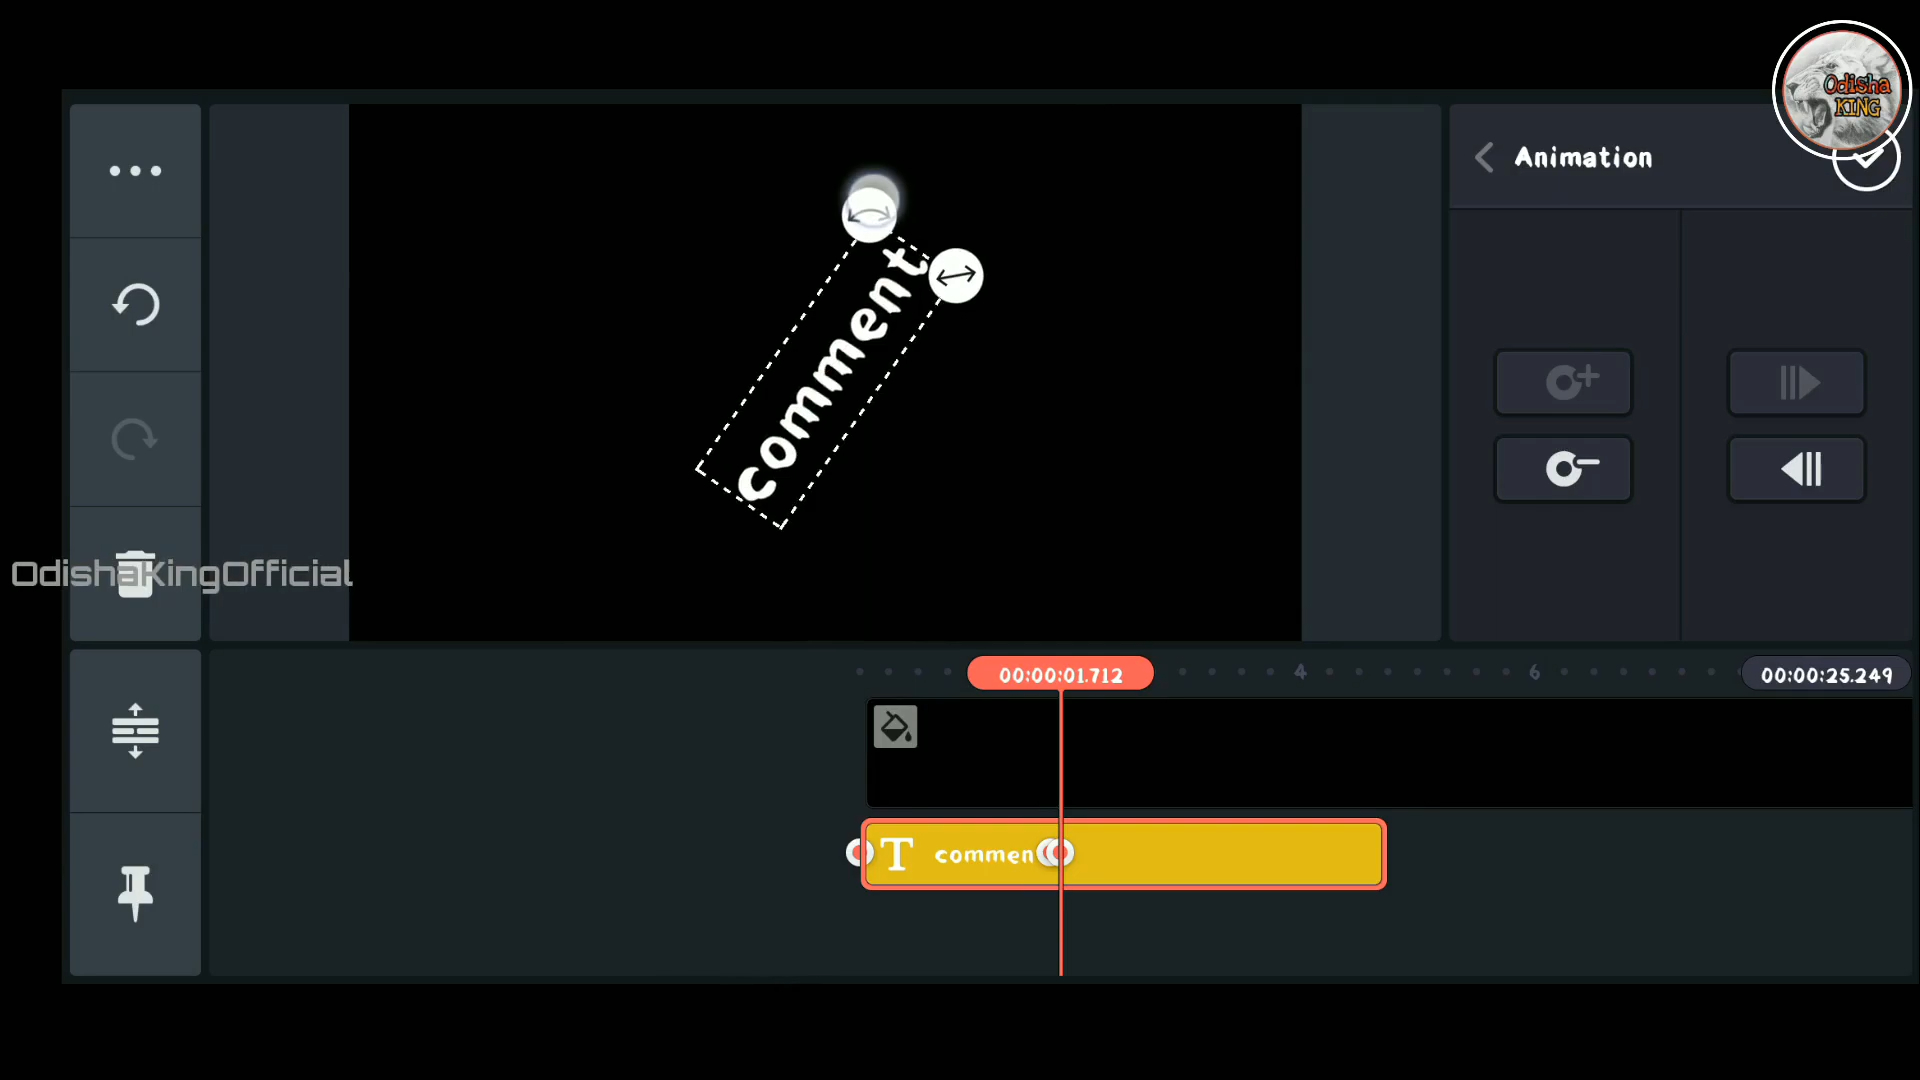 Odisha
KING
Animation
comment
OdishaKingOfficial
00:00:01.712
4
6
00:00:25.249
T commen